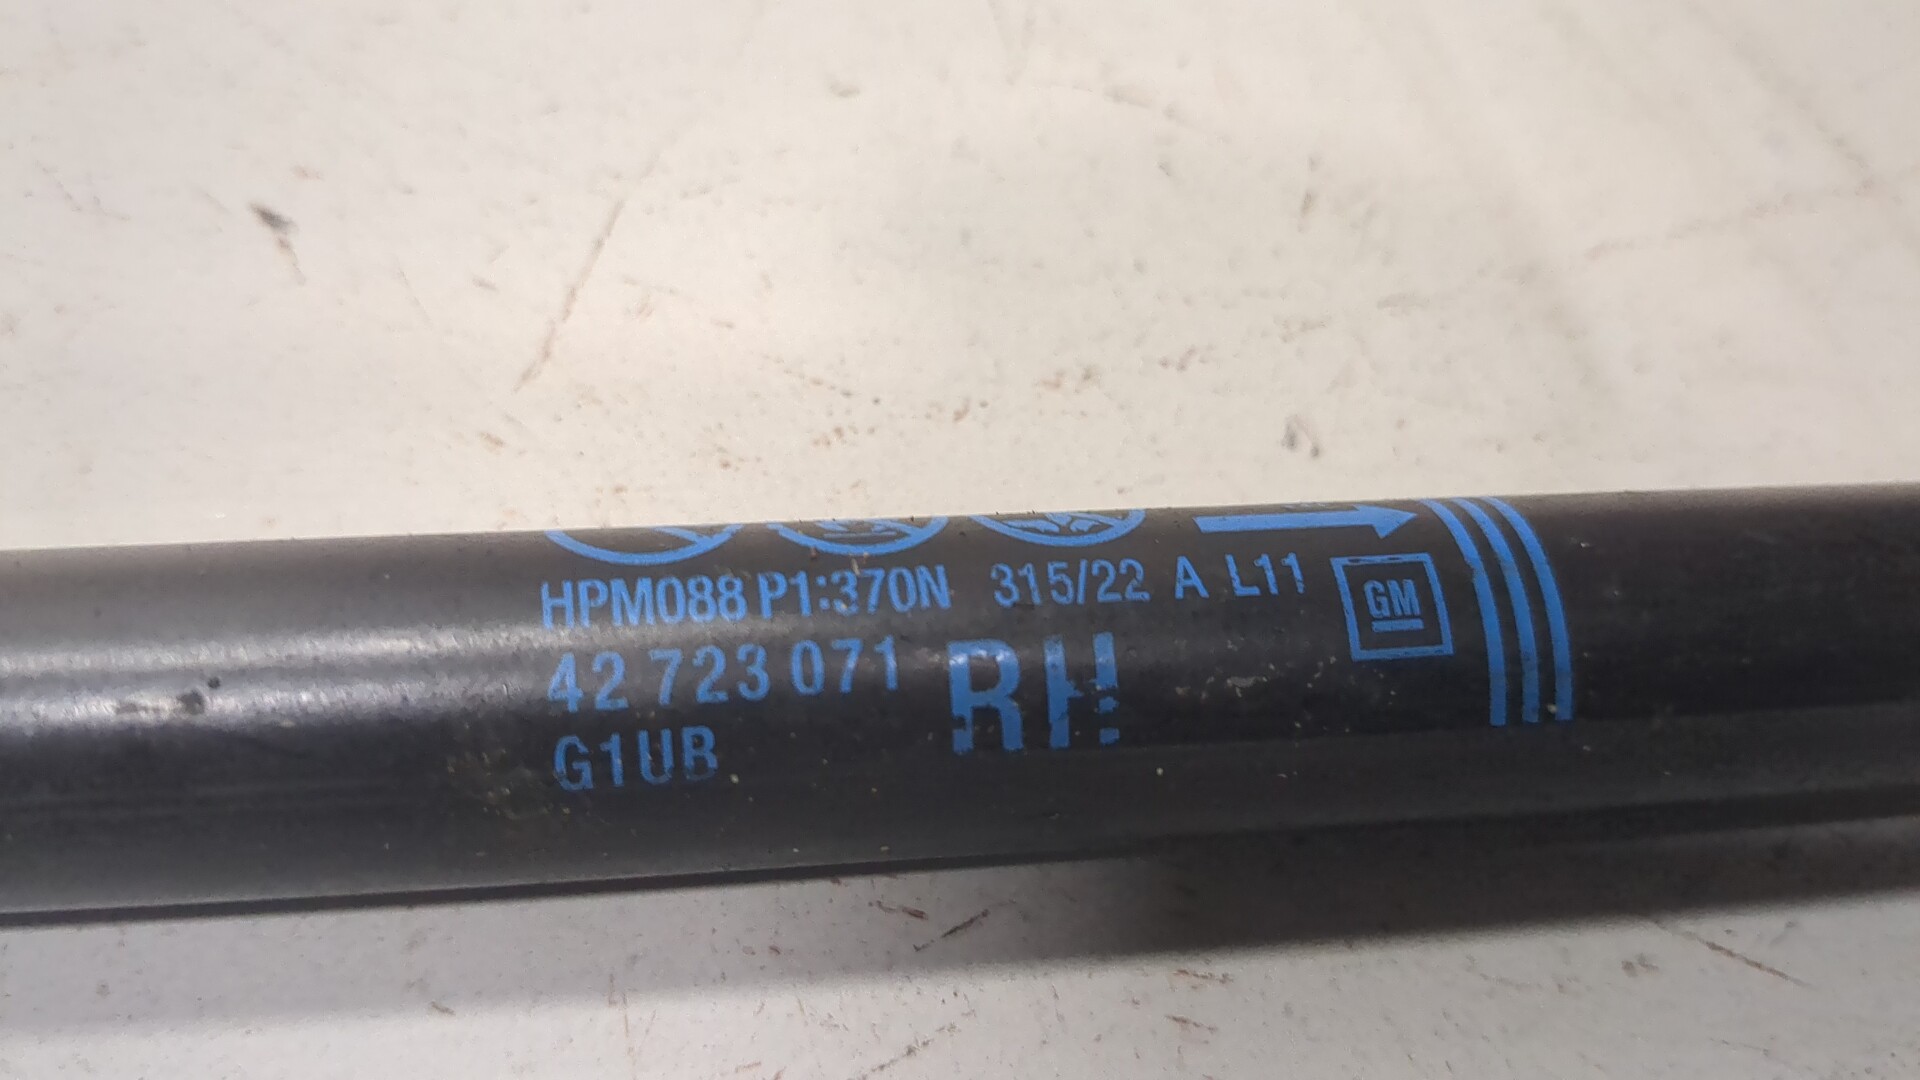 HPM088 P1:370N 315/22 A L11 GM
42 723 071 RH
G1UB